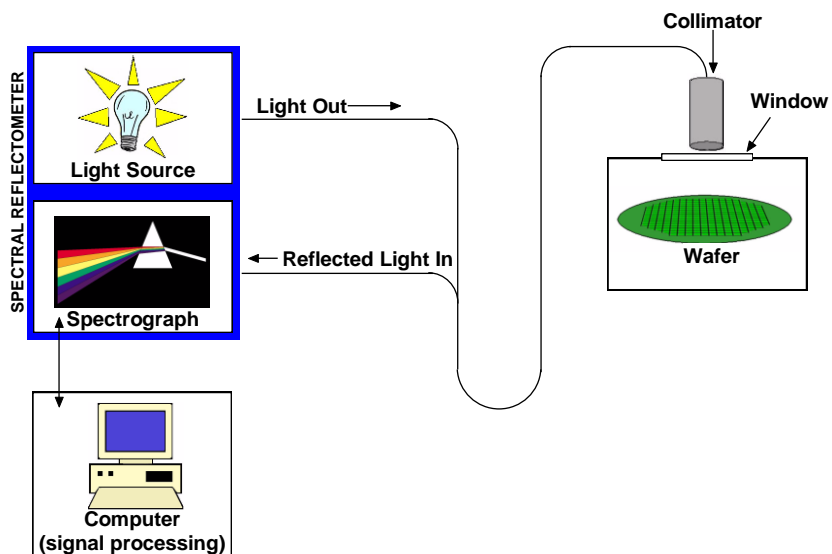 SPECTRAL REFLECTOMETER
Light Source
Light Out
Collimator
Window
Wafer
Reflected Light In
Spectrograph
Computer
(signal processing)